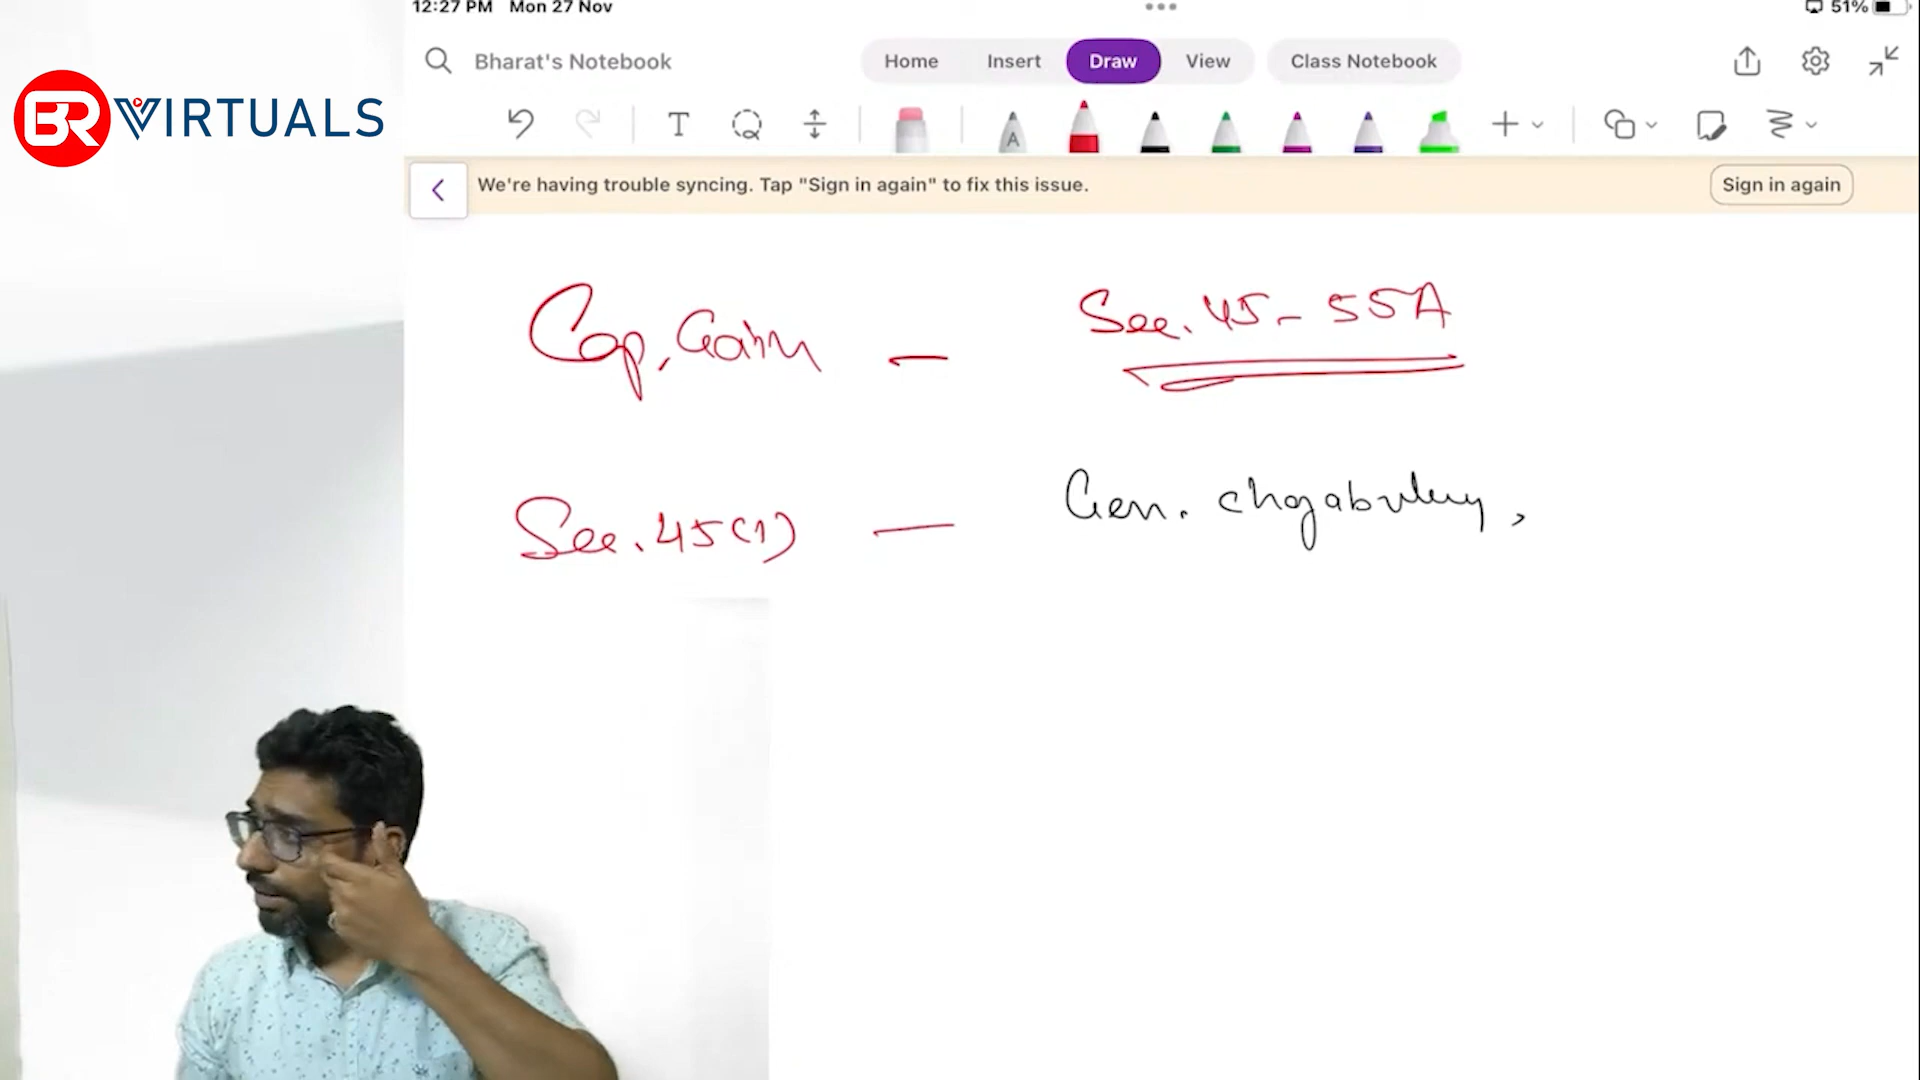 12:27 PM Mon 27 Nov
51%
BR VIRTUALS
Bharat's Notebook
Home Insert Draw View Class Notebook
T
A
We're having trouble syncing. Tap "Sign in again" to fix this issue.
Sign in again
Cap. Gain — Sec. 45 - 55A
Sec. 45(1) — Gen.